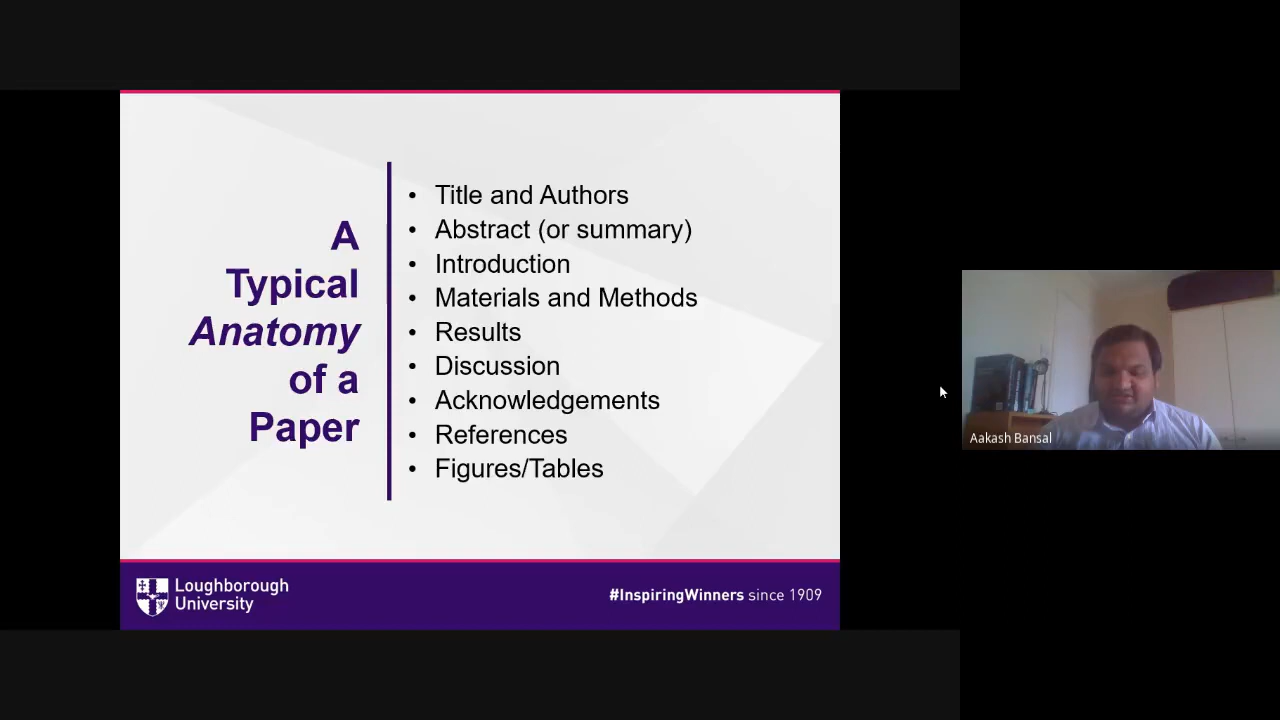 A
Typical
Anatomy
of a
Paper
• Title and Authors
• Abstract (or summary)
• Introduction
• Materials and Methods
• Results
• Discussion
• Acknowledgements
• References
• Figures/Tables
Loughborough
University
#InspiringWinners since 1909
Aakash Bansal